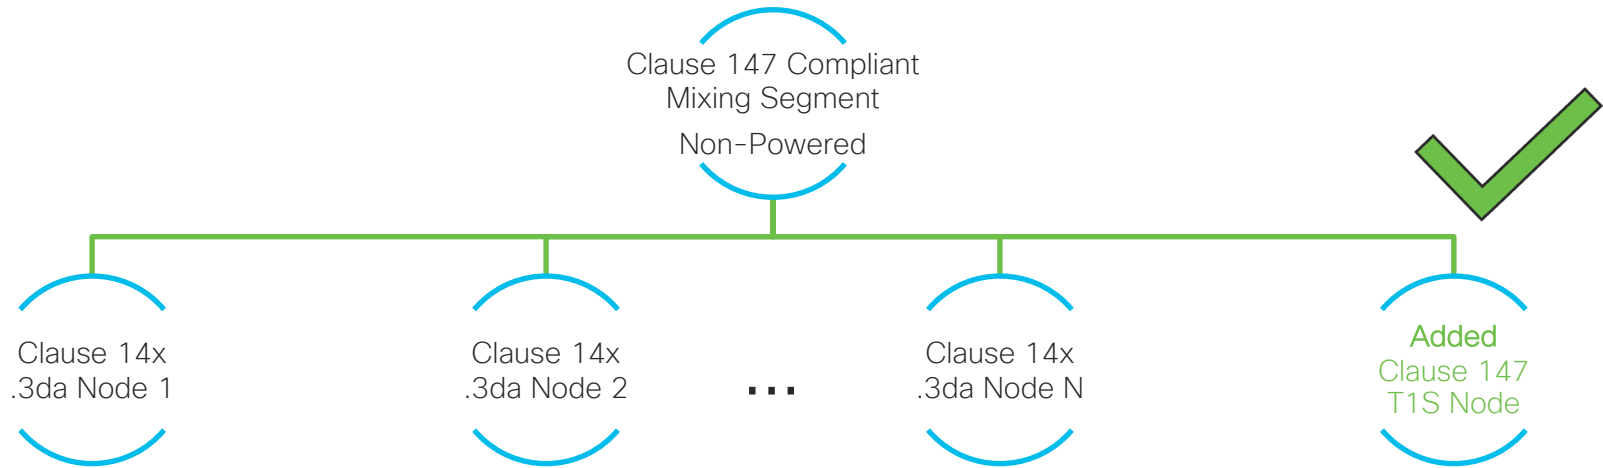 Clause 147 Compliant
Mixing Segment
Non-Powered
Clause 14x
.3da Node 1
Clause 14x
.3da Node 2
...
Clause 14x
.3da Node N
Added
Clause 147
T1S Node